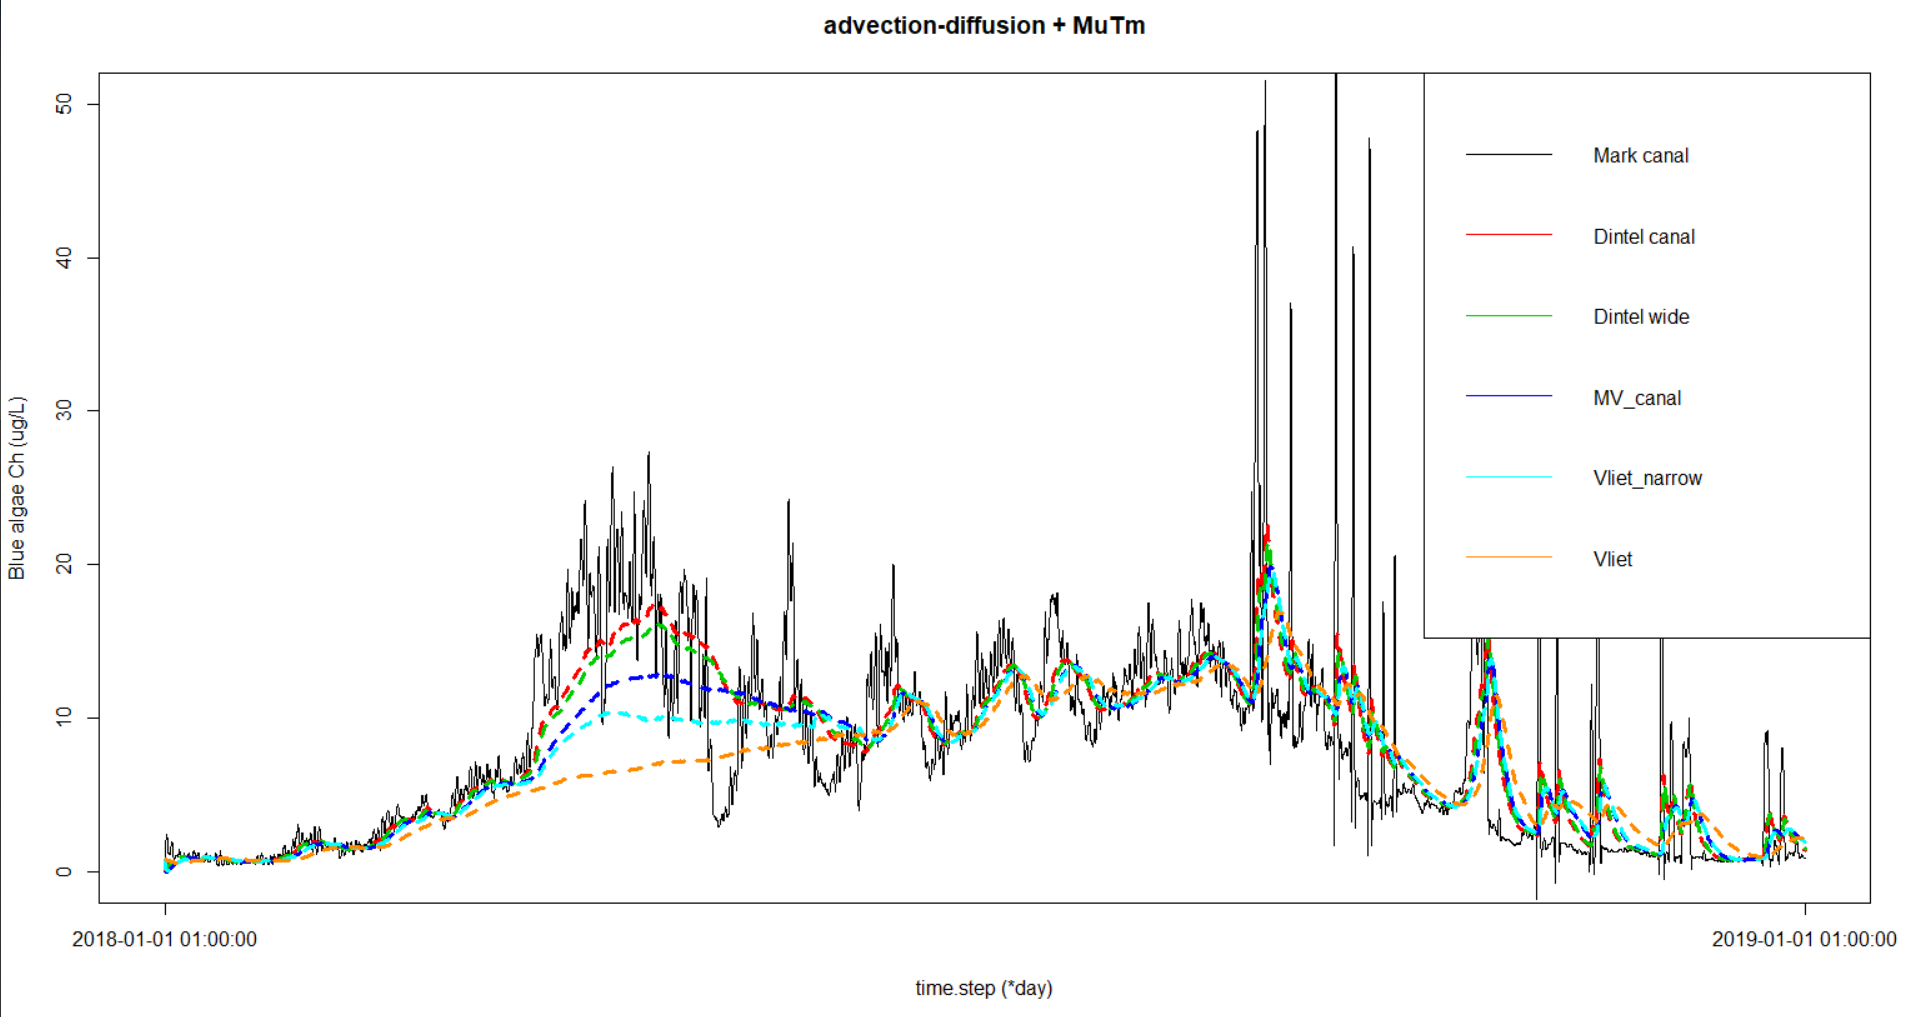 advection-diffusion + MuTm
50
40
30
20
10
0
Blue algae Ch (ug/L)
Mark canal
Dintel canal
Dintel wide
MV_canal
Vliet_narrow
Vliet
2018-01-01 01:00:00
2019-01-01 01:00:00
time.step (*day)